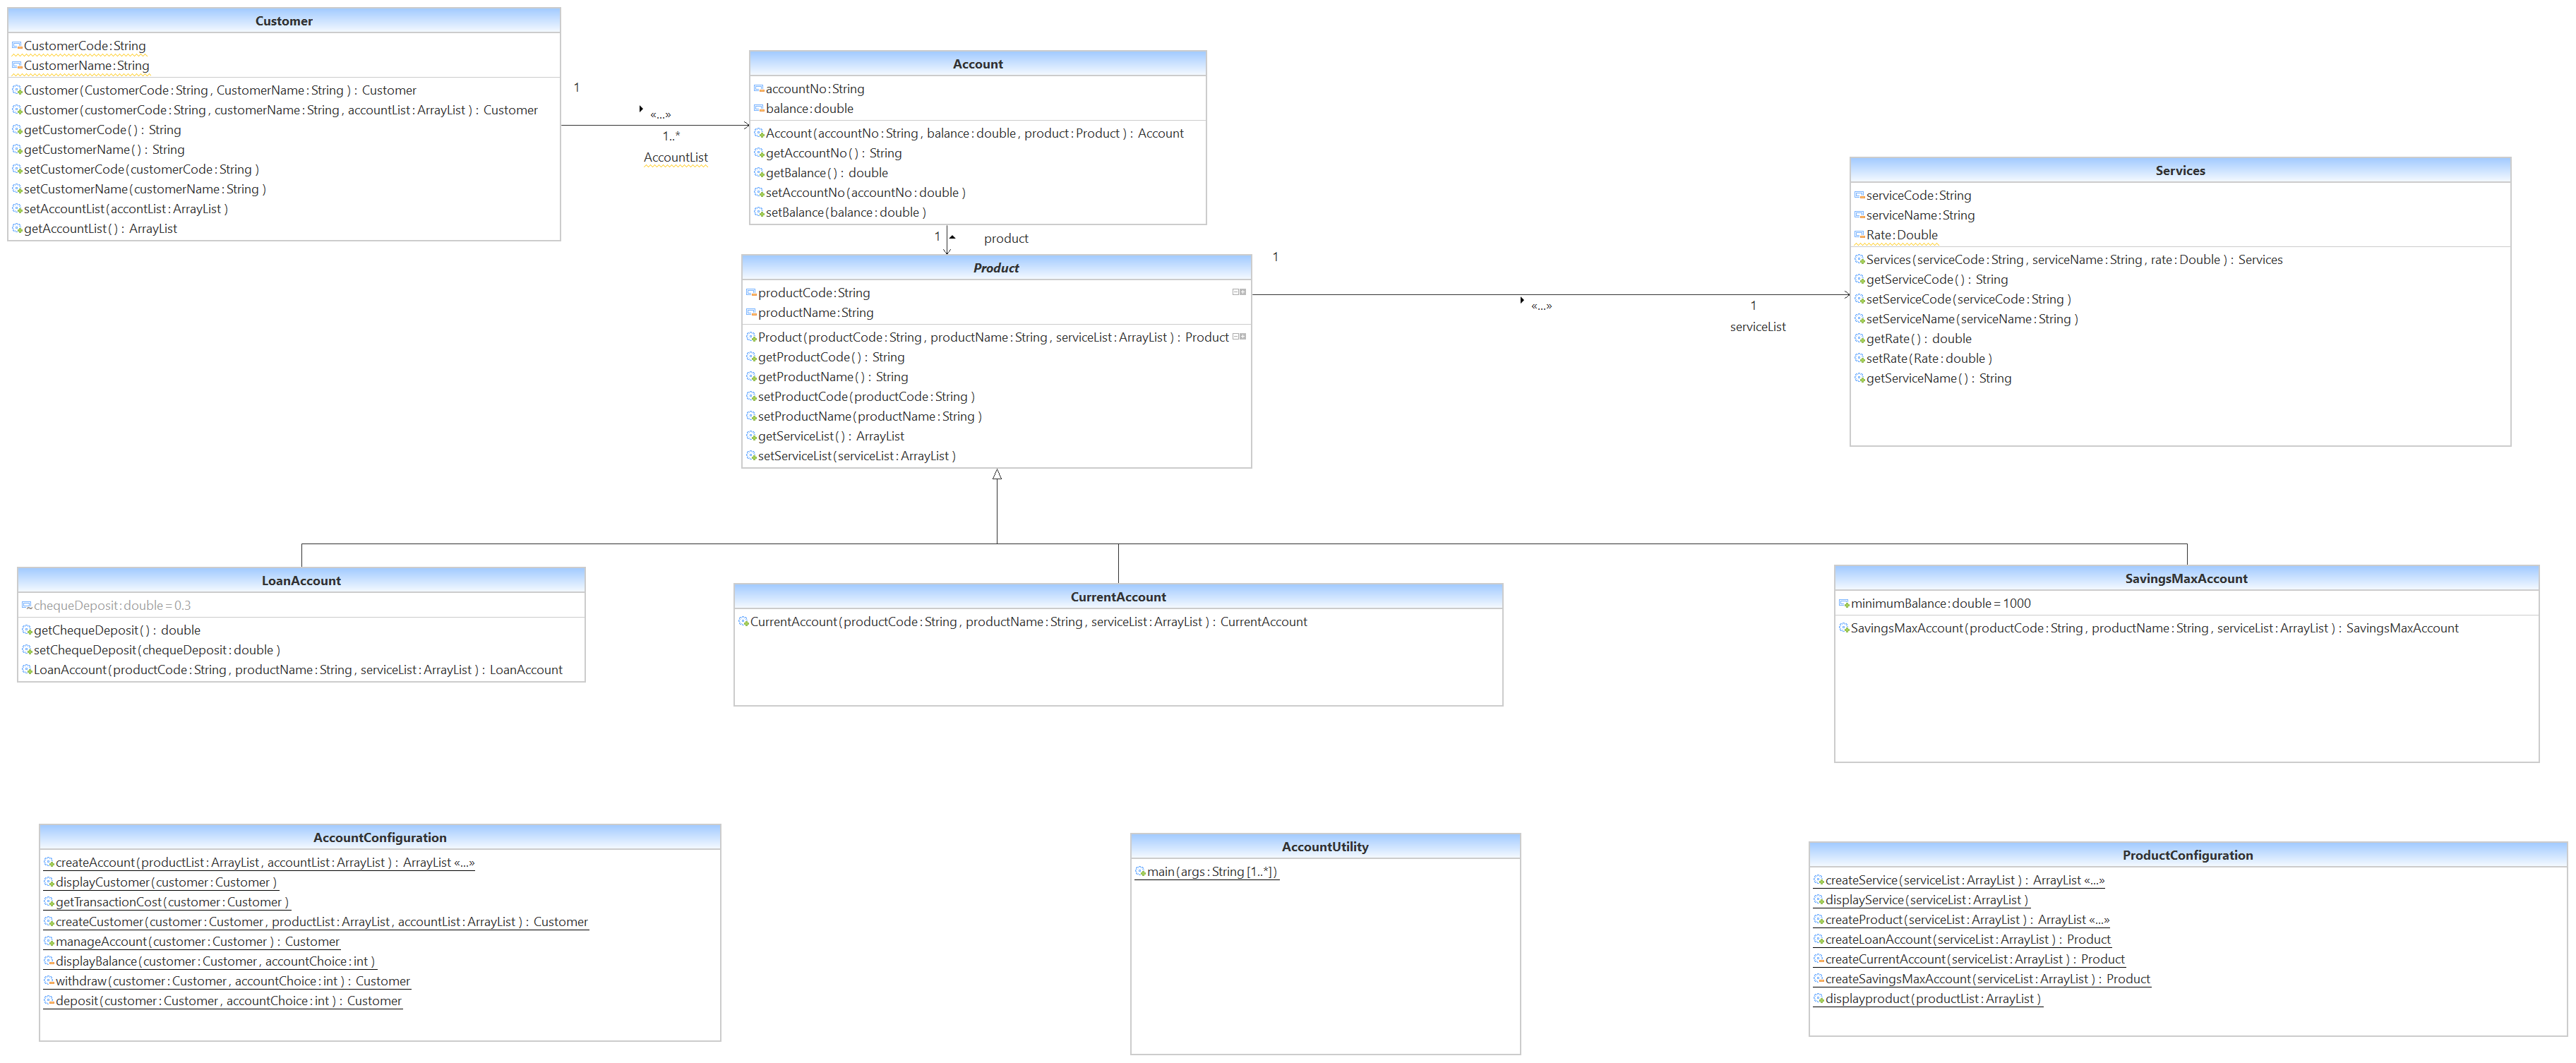 Customer
CustomerCode:String
CustomerName:String
Customer(CustomerCode:String, CustomerName:String): Customer
Customer(customerCode:String, customerName:String, accountList:ArrayList): Customer
getCustomerCode(): String
getCustomerName(): String
setCustomerCode(customerCode:String)
setCustomerName(customerName:String)
setAccountList(accontList:ArrayList)
getAccountList(): ArrayList
1
«...»
1..*
AccountList
Account
accountNo:String
balance:double
Account(accountNo:String, balance:double, product:Product): Account
getAccountNo(): String
getBalance(): double
setAccountNo(accountNo:double)
setBalance(balance:double)
1
product
Product
productCode:String
productName:String
Product(productCode:String, productName:String, serviceList:ArrayList): Product
getProductCode(): String
getProductName(): String
setProductCode(productCode:String)
setProductName(productName:String)
getServiceList(): ArrayList
setServiceList(serviceList:ArrayList)
1
«...»
1
serviceList
Services
serviceCode:String
serviceName:String
Rate:Double
Services(serviceCode:String, serviceName:String, rate:Double): Services
getServiceCode(): String
setServiceCode(serviceCode:String)
setServiceName(serviceName:String)
getRate(): double
setRate(Rate:double)
getServiceName(): String
LoanAccount
chequeDeposit:double=0.3
getChequeDeposit(): double
setChequeDeposit(chequeDeposit:double)
LoanAccount(productCode:String, productName:String, serviceList:ArrayList): LoanAccount
CurrentAccount
CurrentAccount(productCode:String, productName:String, serviceList:ArrayList): CurrentAccount
SavingsMaxAccount
minimumBalance:double=1000
SavingsMaxAccount(productCode:String, productName:String, serviceList:ArrayList): SavingsMaxAccount
AccountConfiguration
createAccount(productList:ArrayList, accountList:ArrayList): ArrayList «...»
displayCustomer(customer:Customer)
getTransactionCost(customer:Customer)
createCustomer(customer:Customer, productList:ArrayList, accountList:ArrayList): Customer
manageAccount(customer:Customer): Customer
displayBalance(customer:Customer, accountChoice:int)
withdraw(customer:Customer, accountChoice:int): Customer
deposit(customer:Customer, accountChoice:int): Customer
AccountUtility
main(args:String[1..*])
ProductConfiguration
createService(serviceList:ArrayList): ArrayList «...»
displayService(serviceList:ArrayList)
createProduct(serviceList:ArrayList): ArrayList «...»
createLoanAccount(serviceList:ArrayList): Product
createCurrentAccount(serviceList:ArrayList): Product
createSavingsMaxAccount(serviceList:ArrayList): Product
displayproduct(productList:ArrayList)